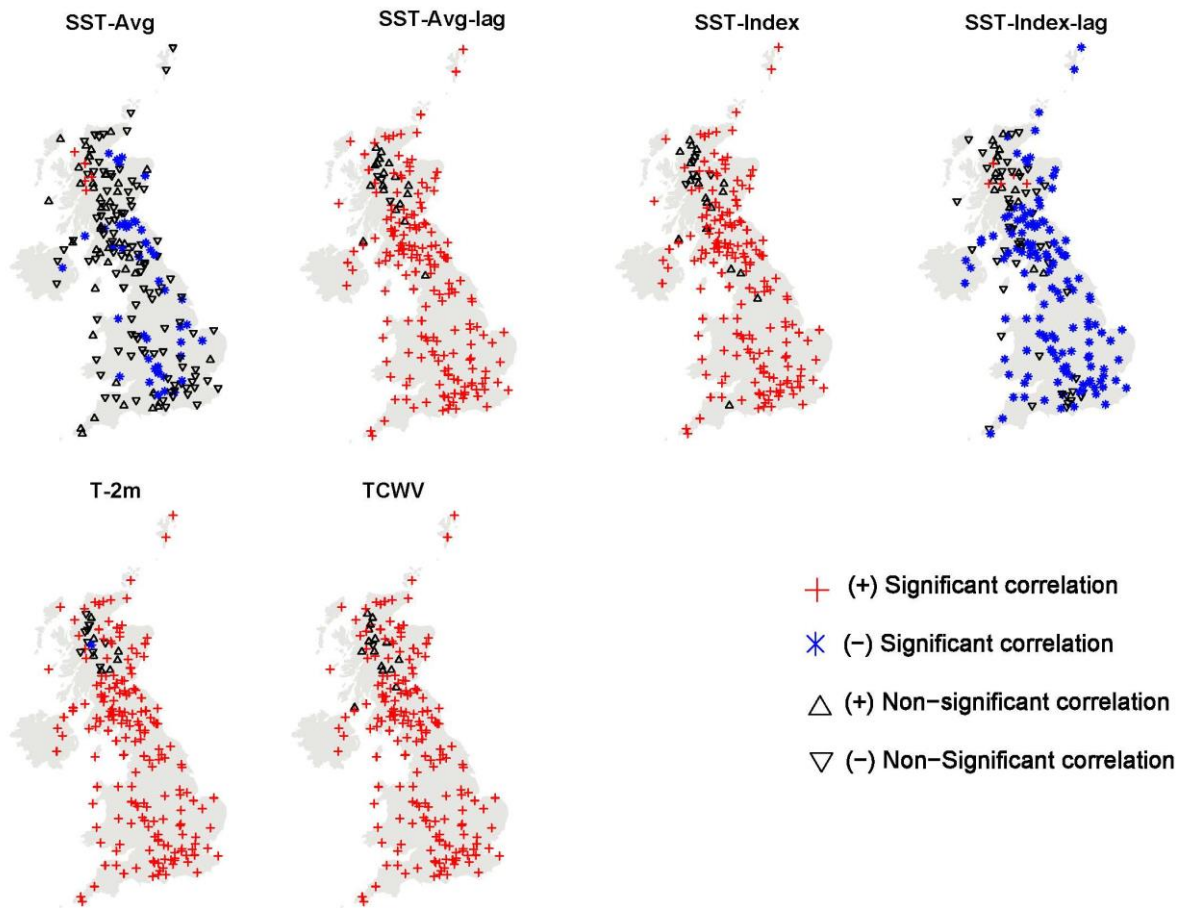 SST-Avg
SST-Avg-lag
SST-Index
SST-Index-lag
T-2m
TCWV
(+) Significant correlation
(−) Significant correlation
(+) Non−significant correlation
(−) Non−Significant correlation